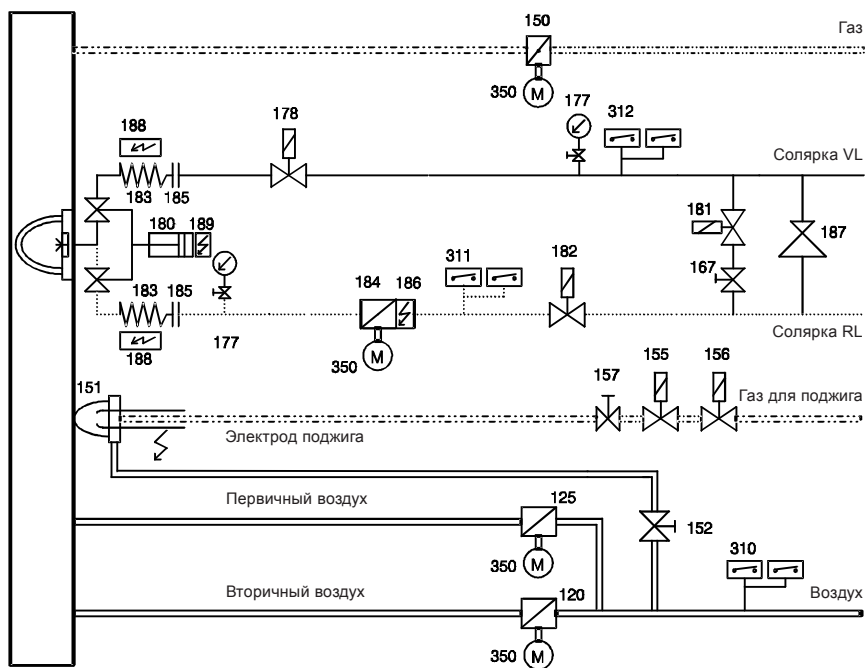 150
Газ
350
M
177
312
178
188
Солярка VL
183
185
181
180
189
187
311
182
167
183
185
184
186
Солярка RL
188
177
350
M
151
157
155
156
Газ для поджига
Электрод поджига
Первичный воздух
125
152
350
M
310
Вторичный воздух
120
Воздух
350
M